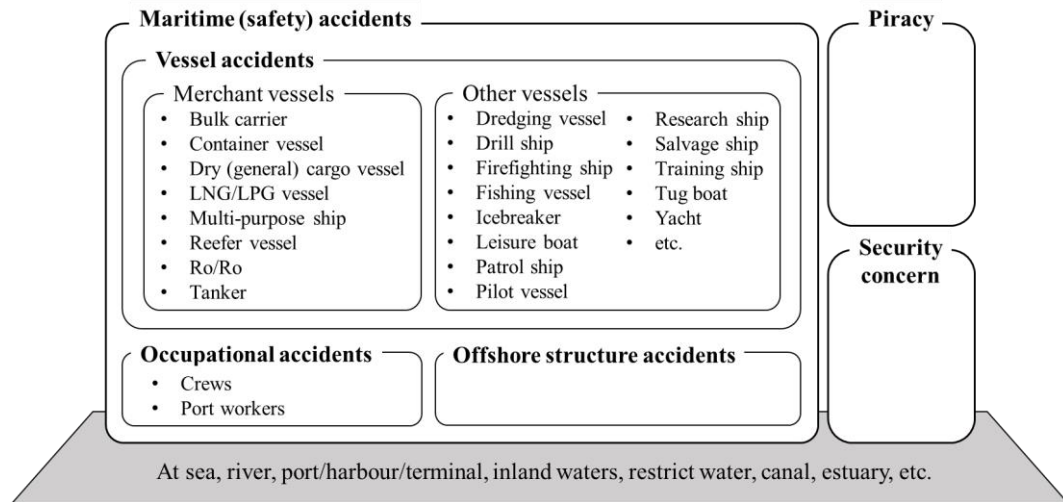 Maritime (safety) accidents
Vessel accidents
Merchant vessels
• Bulk carrier
• Container vessel
• Dry (general) cargo vessel
• LNG/LPG vessel
• Multi-purpose ship
• Reefer vessel
• Ro/Ro
• Tanker
Other vessels
• Dredging vessel
• Drill ship
• Firefighting ship
• Fishing vessel
• Icebreaker
• Leisure boat
• Patrol ship
• Pilot vessel
• Research ship
• Salvage ship
• Training ship
• Tug boat
• Yacht
• etc.
Occupational accidents
• Crews
• Port workers
Offshore structure accidents
Piracy
Security
concern
At sea, river, port/harbour/terminal, inland waters, restrict water, canal, estuary, etc.